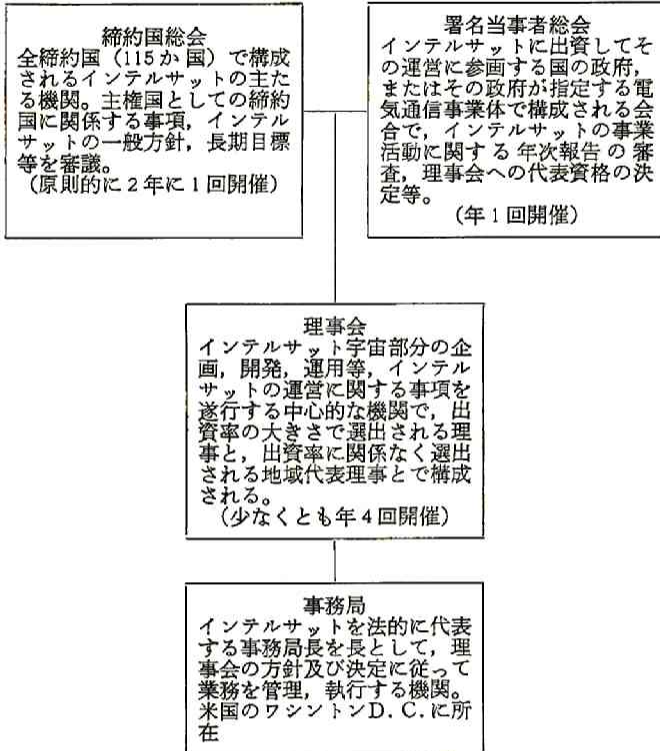 締約国総会
全締約国（115か国）で構成
されるインテルサットの主た
る機関。主権国としての締約
国に関係する事項，インテル
サットの一般方針，長期目標
等を審議。
（原則的に2年に1回開催）
署名当事者総会
インテルサットに出資してそ
の運営に参画する国の政府，
またはその政府が指定する電
気通信事業体で構成される会
合で，インテルサットの事業
活動に関する年次報告の審
査，理事会への代表資格の決
定等。
（年1回開催）
理事会
インテルサット宇宙部分の企
画，開発，運用等，インテル
サットの運営に関する事項を
遂行する中心的な機関で，出
資率の大きさで選出される理
事と，出資率に関係なく選出
される地域代表理事とで構成
される。
（少なくとも年4回開催）
事務局
インテルサットを法的に代表
する事務局長を長として，理
事会の方針及び決定に従って
業務を管理，執行する機関。
米国のワシントンD.C.に所
在